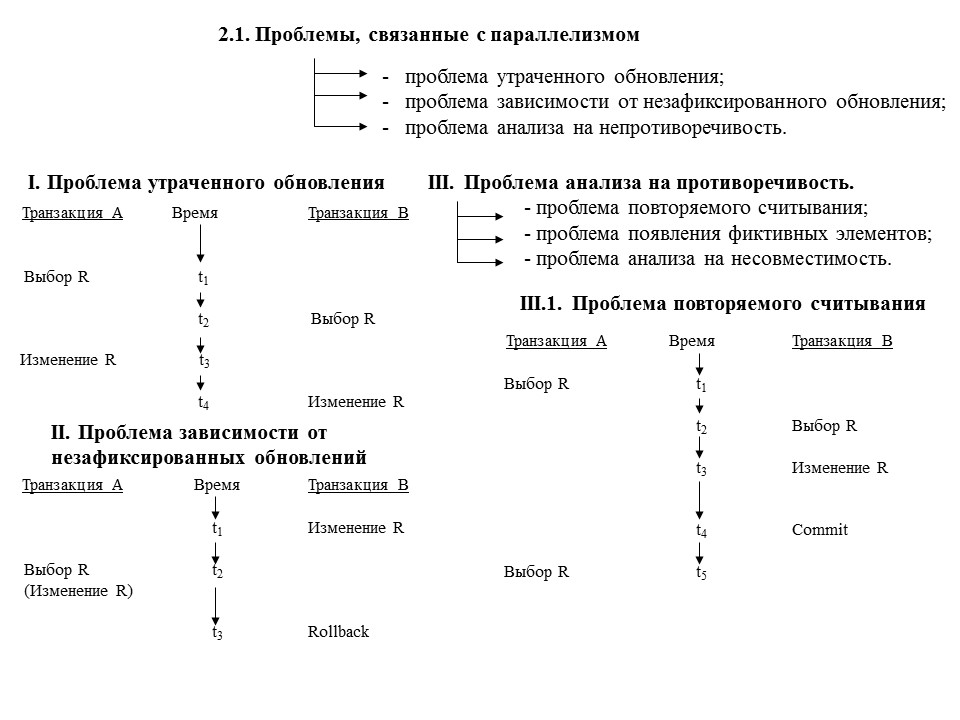 2.1. Проблемы, связанные с параллелизмом
- проблема утраченного обновления;
- проблема зависимости от незафиксированного обновления;
- проблема анализа на непротиворечивость.
I. Проблема утраченного обновления
Транзакция A Время Транзакция B
Выбор R t1
t2 Выбор R
Изменение R t3
t4 Изменение R
II. Проблема зависимости от
незафиксированных обновлений
Транзакция A Время Транзакция B
t1 Изменение R
Выбор R t2
(Изменение R)
t3 Rollback
III. Проблема анализа на противоречивость.
- проблема повторяемого считывания;
- проблема появления фиктивных элементов;
- проблема анализа на несовместимость.
III.1. Проблема повторяемого считывания
Транзакция A Время Транзакция B
Выбор R t1
t2 Выбор R
t3 Изменение R
t4 Commit
Выбор R t5